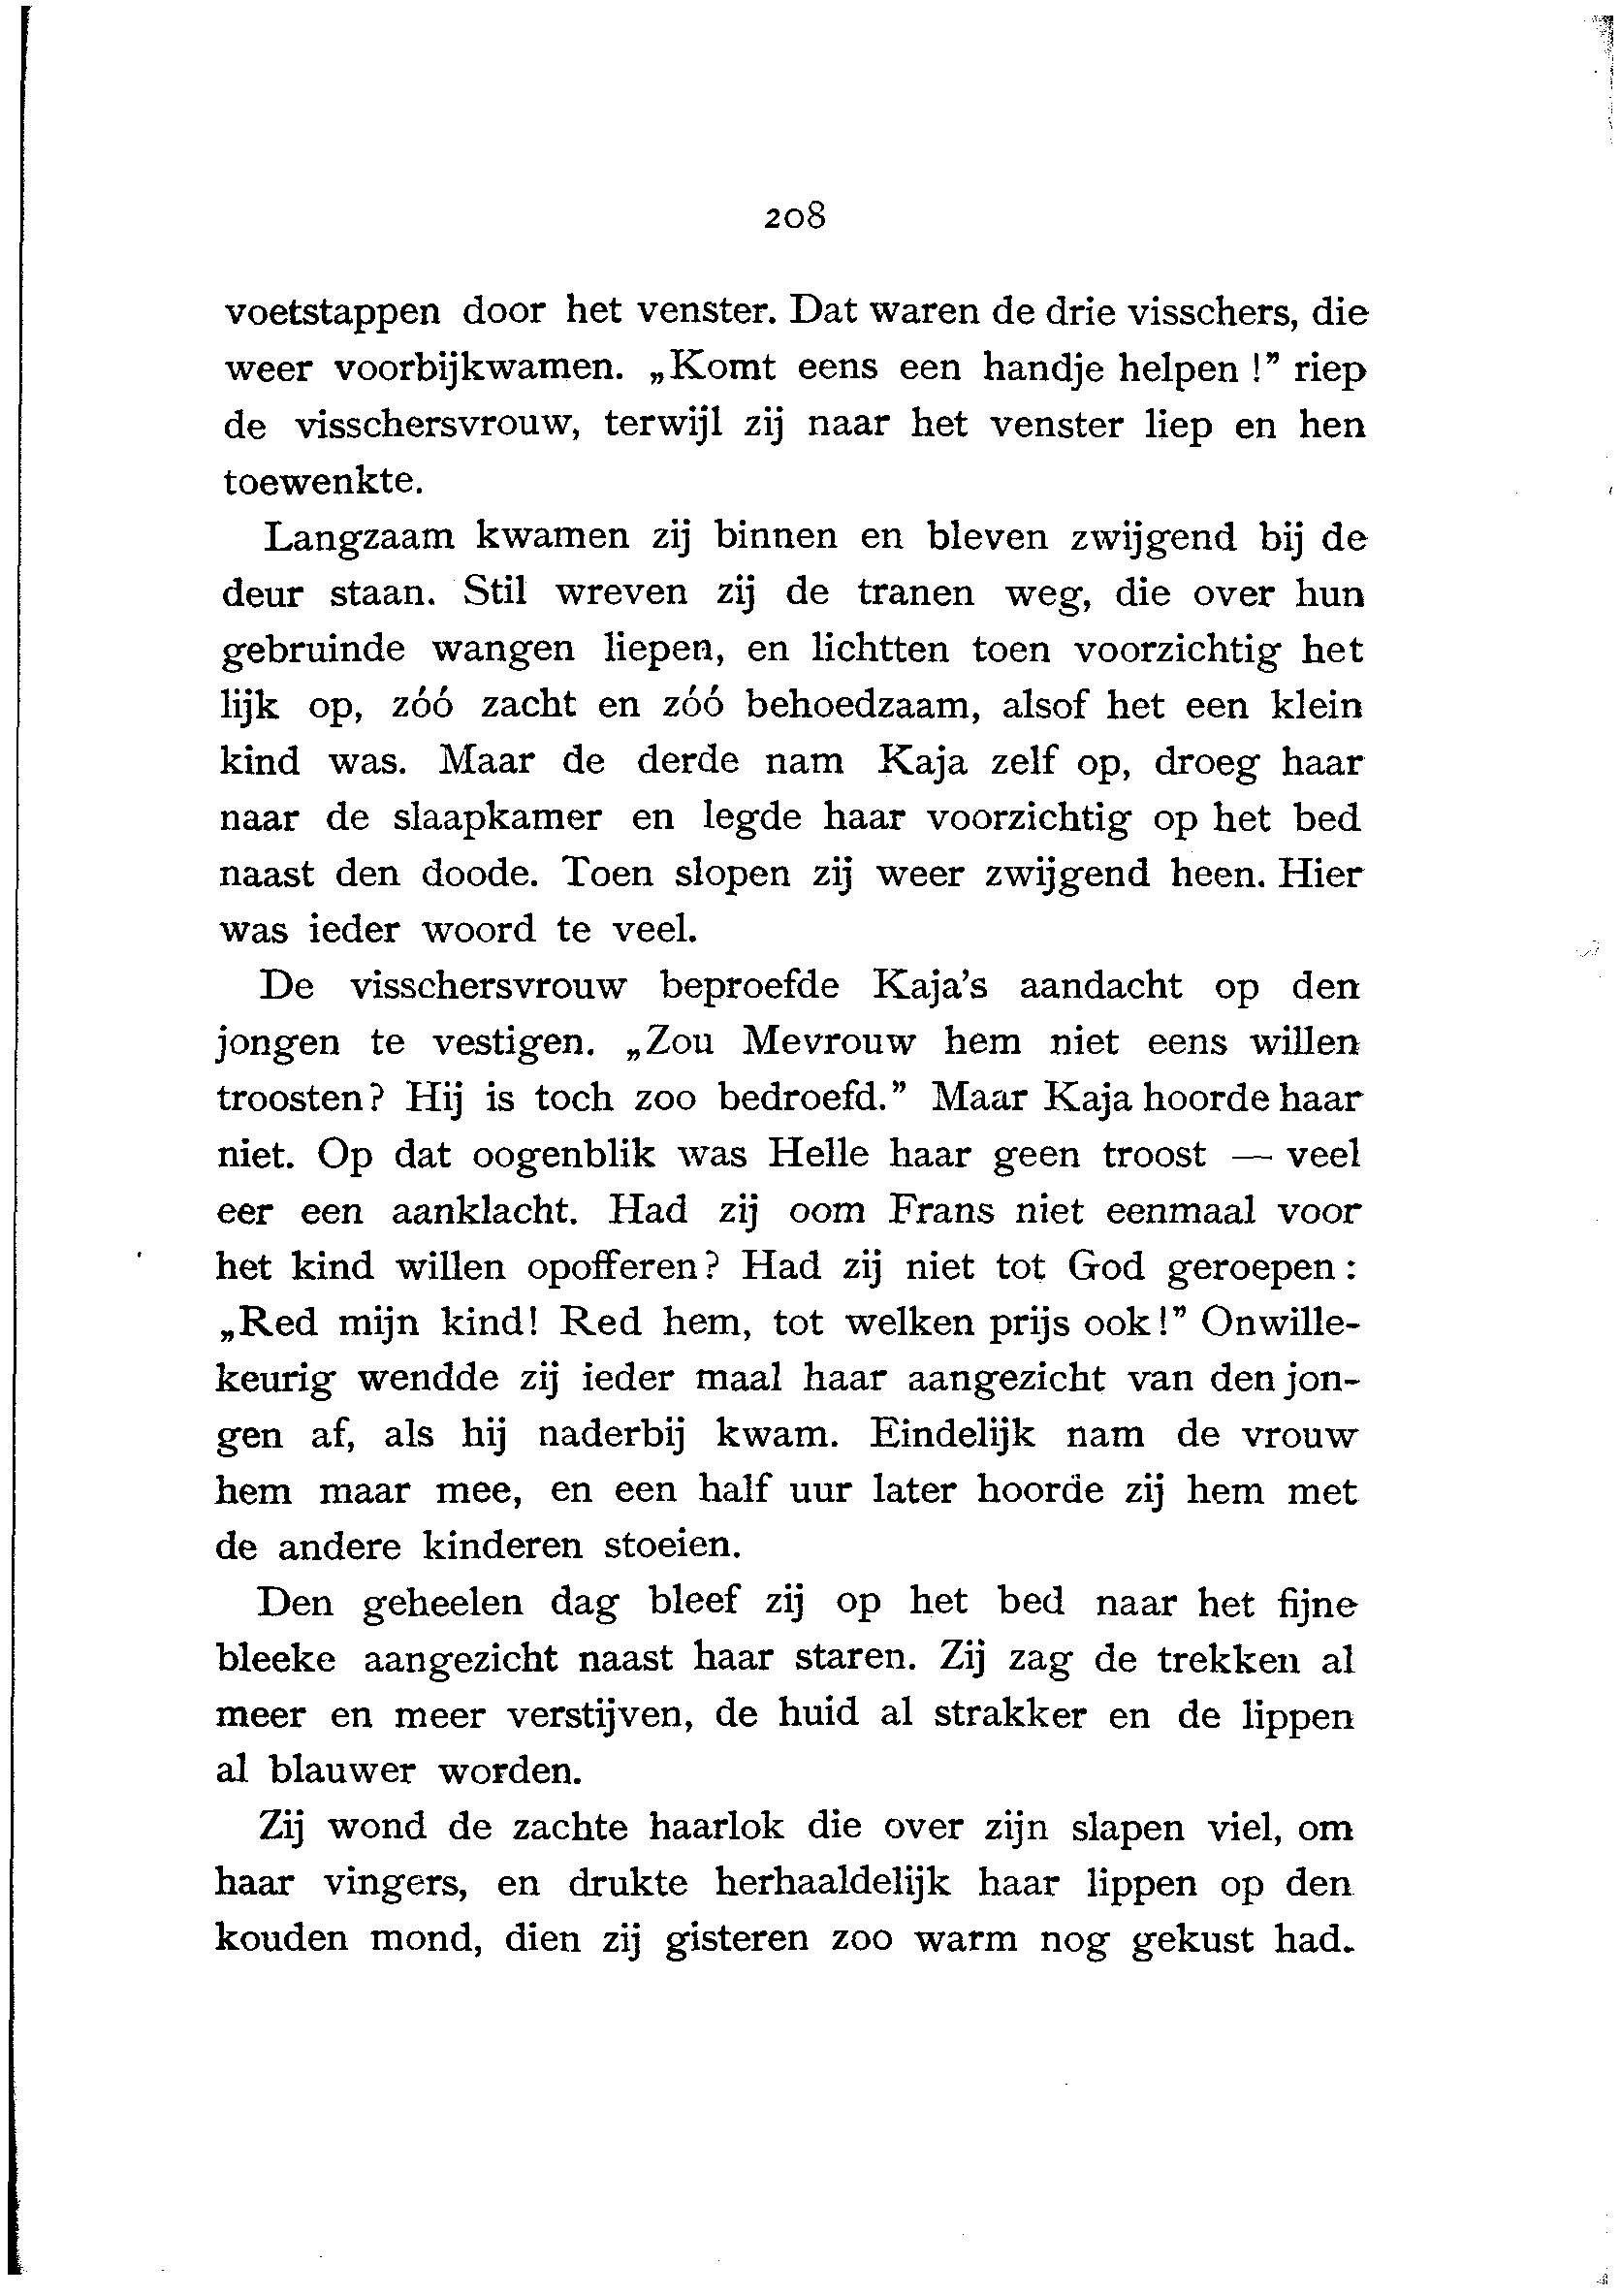 208
voetstappen door het venster. Dat waren de drie visschers, die
weer voorbijkwamen. „Komt eens een handje helpen !” riep
de visschersvrouw, terwijl zij naar het venster liep en hen
toewenkte.
Langzaam kwamen zij binnen en bleven zwijgend bij de
deur staan. Stil wreven zij de tranen weg, die over hun
gebruinde wangen liepen, en lichtten toen voorzichtig het
lijk op, zóó zacht en zóó behoedzaam, alsof het een klein
kind was. Maar de derde nam Kaja zelf op, droeg haar
naar de slaapkamer en legde haar voorzichtig op het bed
naast den doode. Toen slopen zij weer zwijgend heen. Hier
was ieder woord te veel.
De visschersvrouw beproefde Kaja's aandacht op den
jongen te vestigen. „Zou Mevrouw hem niet eens willen
troosten? Hij is toch zoo bedroefd.” Maar Kaja hoorde haar
niet. Op dat oogenblik was Helle haar geen troost — veel
eer een aanklacht. Had zij oom Frans niet eenmaal voor
het kind willen opofferen? Had zij niet tot God geroepen :
„Red mijn kind! Red hem, tot welken prijs ook!” Onwille-
keurig wendde zij ieder maal haar aangezicht van den jon-
gen af, als hij naderbij kwam. Eindelijk nam de vrouw
hem maar mee, en een half uur later hoorde zij hem met
de andere kinderen stoeien.
Den geheelen dag bleef zij op het bed naar het fijne
bleeke aangezicht naast haar staren. Zij zag de trekken al
meer en meer verstijven, de huid al strakker en de lippen
al blauwer worden.
Zij wond de zachte haarlok die over zijn slapen viel, om
haar vingers, en drukte herhaaldelijk haar lippen op den
kouden mond, dien zij gisteren zoo warm nog gekust had.